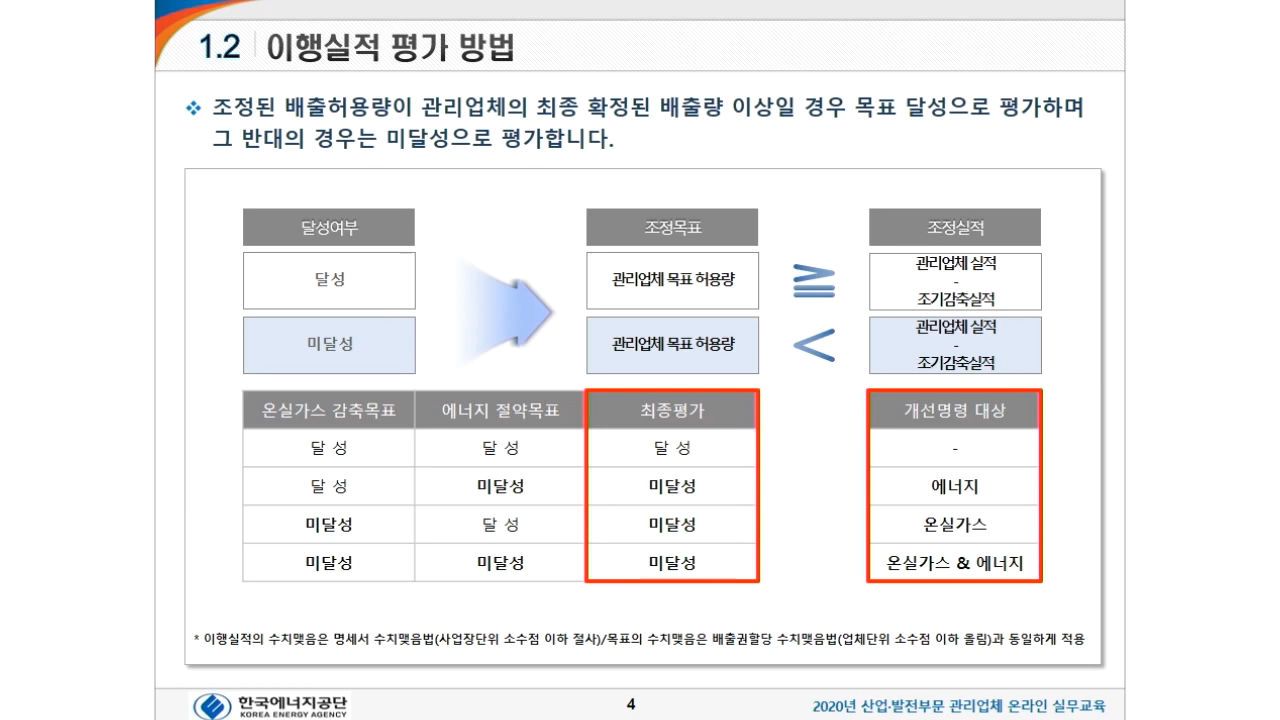 1.2 이행실적 평가 방법
❖ 조정된 배출허용량이 관리업체의 최종 확정된 배출량 이상일 경우 목표 달성으로 평가하며
그 반대의 경우는 미달성으로 평가합니다.
달성여부 조정목표 조정실적
달성 관리업체 목표 허용량 ≧ 관리업체 실적
-
조기감축실적
미달성 관리업체 목표 허용량 < 관리업체 실적
-
조기감축실적
온실가스 감축목표 에너지 절약목표 최종평가 개선명령 대상
달 성 달 성 달 성 -
달 성 미달성 미달성 에너지
미달성 달 성 미달성 온실가스
미달성 미달성 미달성 온실가스 & 에너지
* 이행실적의 수치맺음은 명세서 수치맺음법(사업장단위 소수점 이하 절사)/목표의 수치맺음은 배출권할당 수치맺음법(업체단위 소수점 이하 올림)과 동일하게 적용
한국에너지공단
KOREA ENERGY AGENCY
4
2020년 산업·발전부문 관리업체 온라인 실무교육